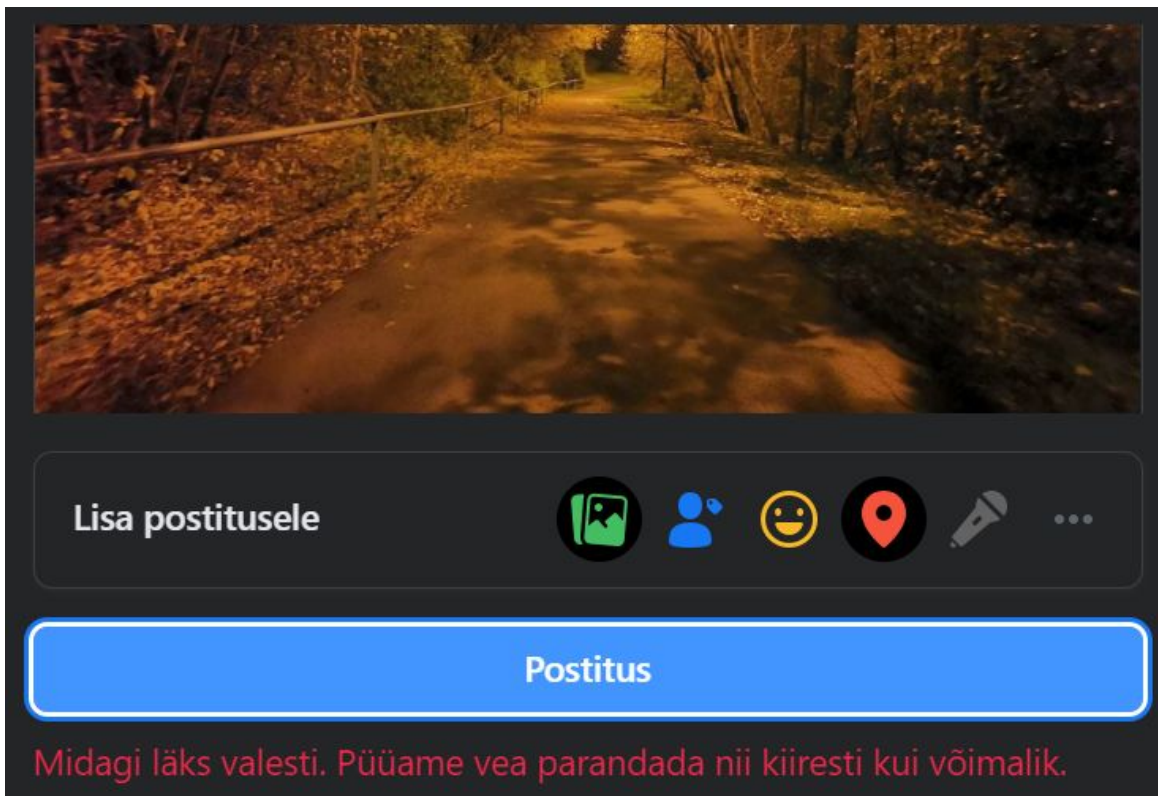 Lisa postitusele
Postitus
Midagi läks valesti. Püüame vea parandada nii kiiresti kui võimalik.